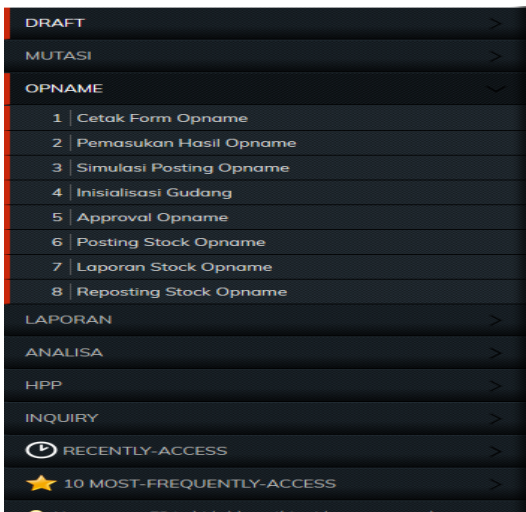 DRAFT
MUTASI
OPNAME
1 | Cetak Form Opname
2 | Pemasukan Hasil Opname
3 | Simulasi Posting Opname
4 | Inisialisasi Gudang
5 | Approval Opname
6 | Posting Stock Opname
7 | Laporan Stock Opname
8 | Reposting Stock Opname
LAPORAN
ANALISA
HPP
INQUIRY
RECENTLY-ACCESS
10 MOST-FREQUENTLY-ACCESS